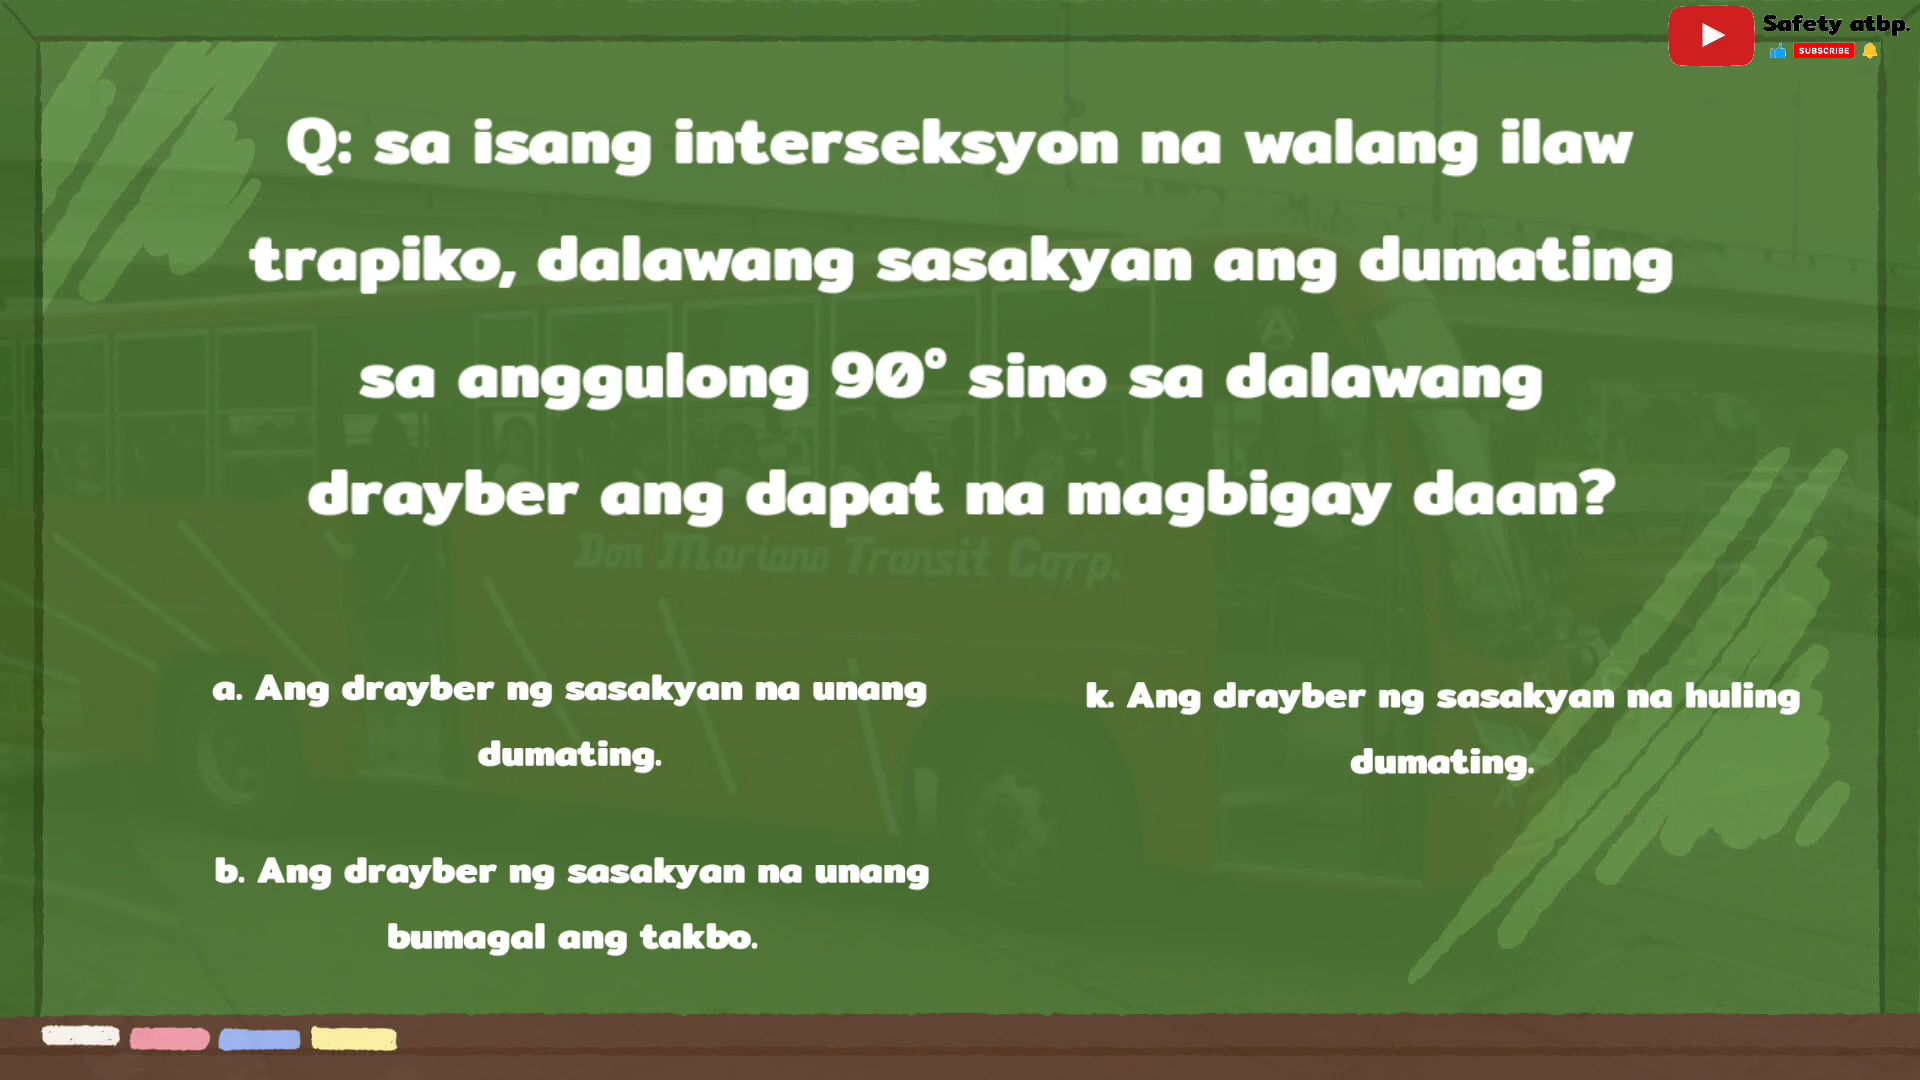 Safety atbp.
SUBSCRIBE
Q: sa isang interseksyon na walang ilaw
trapiko, dalawang sasakyan ang dumating
sa anggulong 90° sino sa dalawang
drayber ang dapat na magbigay daan?
Don Mariano Transit Corp.
a. Ang drayber ng sasakyan na unang
dumating.
k. Ang drayber ng sasakyan na huling
dumating.
b. Ang drayber ng sasakyan na unang
bumagal ang takbo.